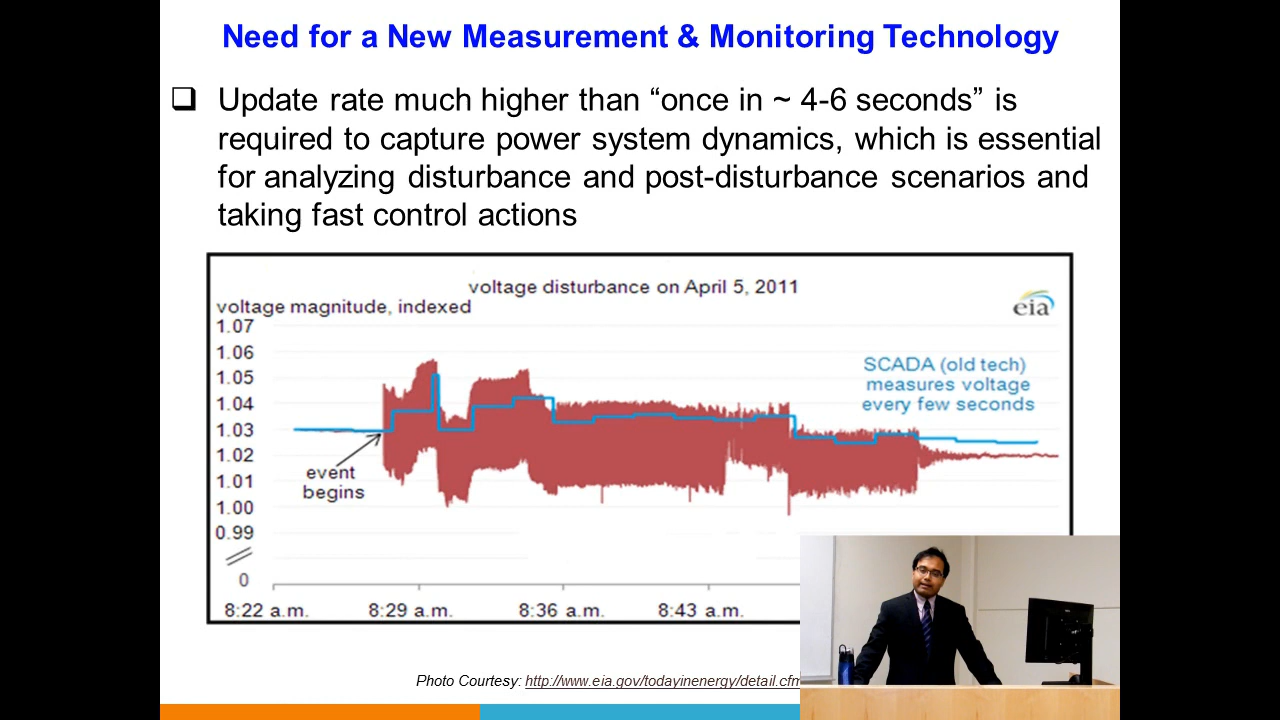 Need for a New Measurement & Monitoring Technology
❑ Update rate much higher than “once in ~ 4-6 seconds” is
required to capture power system dynamics, which is essential
for analyzing disturbance and post-disturbance scenarios and
taking fast control actions
voltage disturbance on April 5, 2011
voltage magnitude, indexed
eia
1.07
1.06
1.05
1.04
1.03
1.02
1.01
1.00
0.99
0
SCADA (old tech)
measures voltage
every few seconds
event
begins
8:22 a.m.
8:29 a.m.
8:36 a.m.
8:43 a.m.
Photo Courtesy: http://www.eia.gov/todayinenergy/detail.cfm